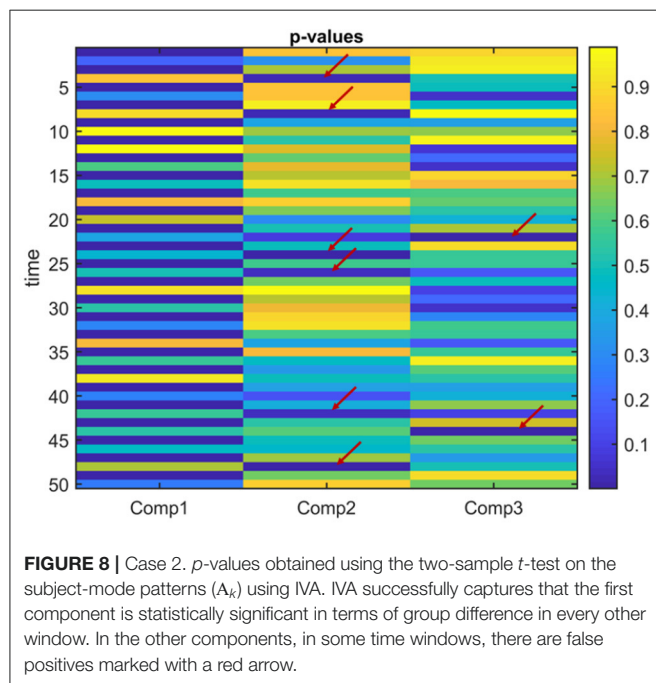 p-values
5
10
15
20
25
30
35
40
45
50
time
Comp1 Comp2 Comp3
0.9
0.8
0.7
0.6
0.5
0.4
0.3
0.2
0.1
FIGURE 8 | Case 2. p-values obtained using the two-sample t-test on the
subject-mode patterns (Ak) using IVA. IVA successfully captures that the first
component is statistically significant in terms of group difference in every other
window. In the other components, in some time windows, there are false
positives marked with a red arrow.